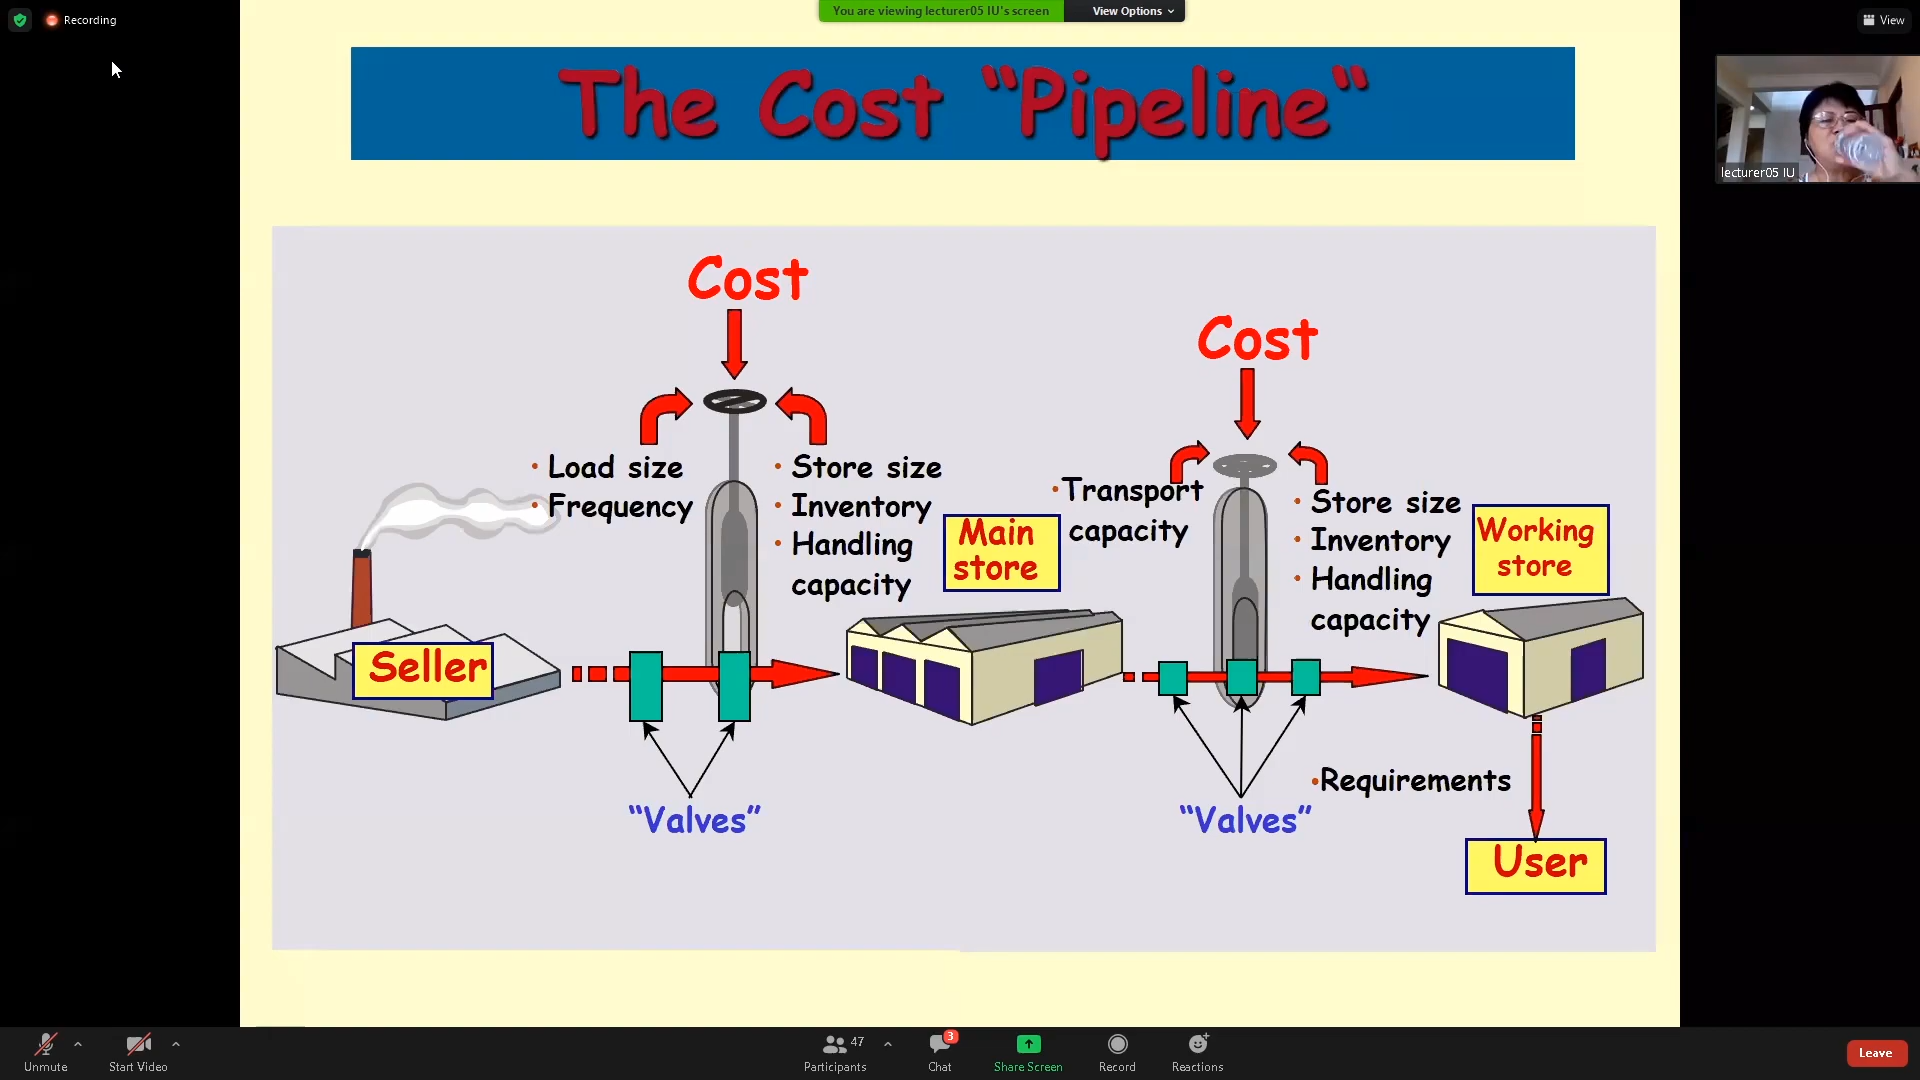 Recording
You are viewing lecturer05 IU's screen
View Options
View
The Cost “Pipeline“
lecturer05 IU
Cost
Cost
• Load size
• Frequency
• Store size
• Inventory
• Handling
capacity
Main
store
•Transport
capacity
• Store size
• Inventory
• Handling
capacity
Working
store
Seller
“Valves”
“Valves”
•Requirements
User
Unmute
Start Video
47
Participants
3
Chat
Share Screen
Record
Reactions
Leave